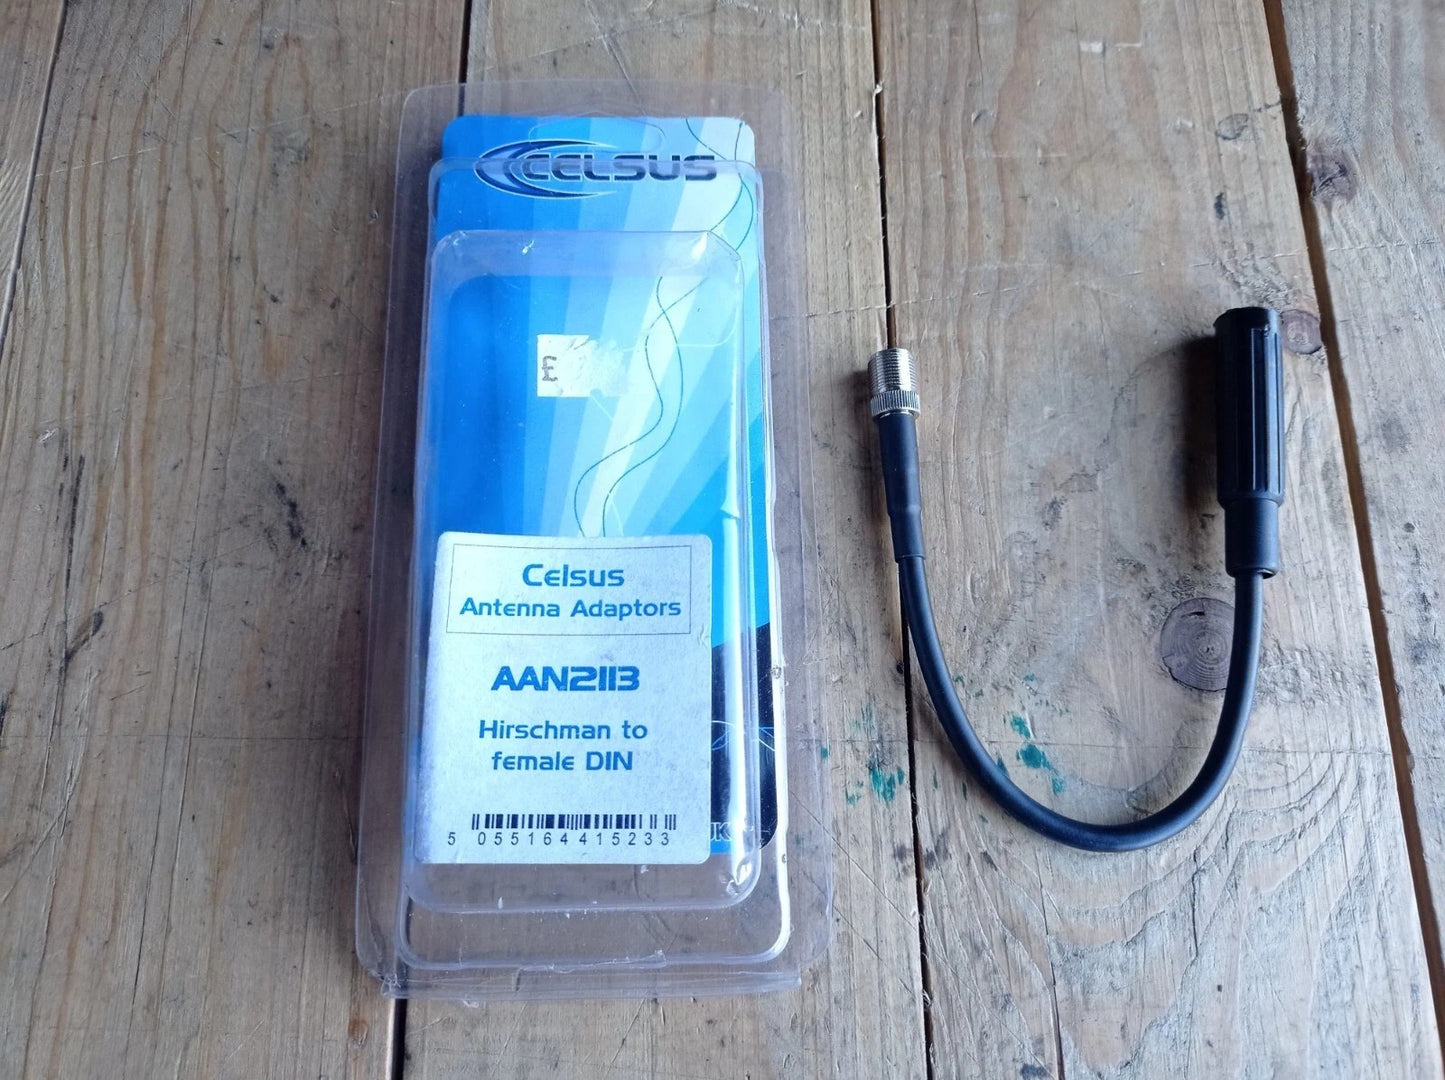 CELSUS
£
Celsus
Antenna Adaptors
AAN2113
Hirschman to
female DIN
5 055164 415233